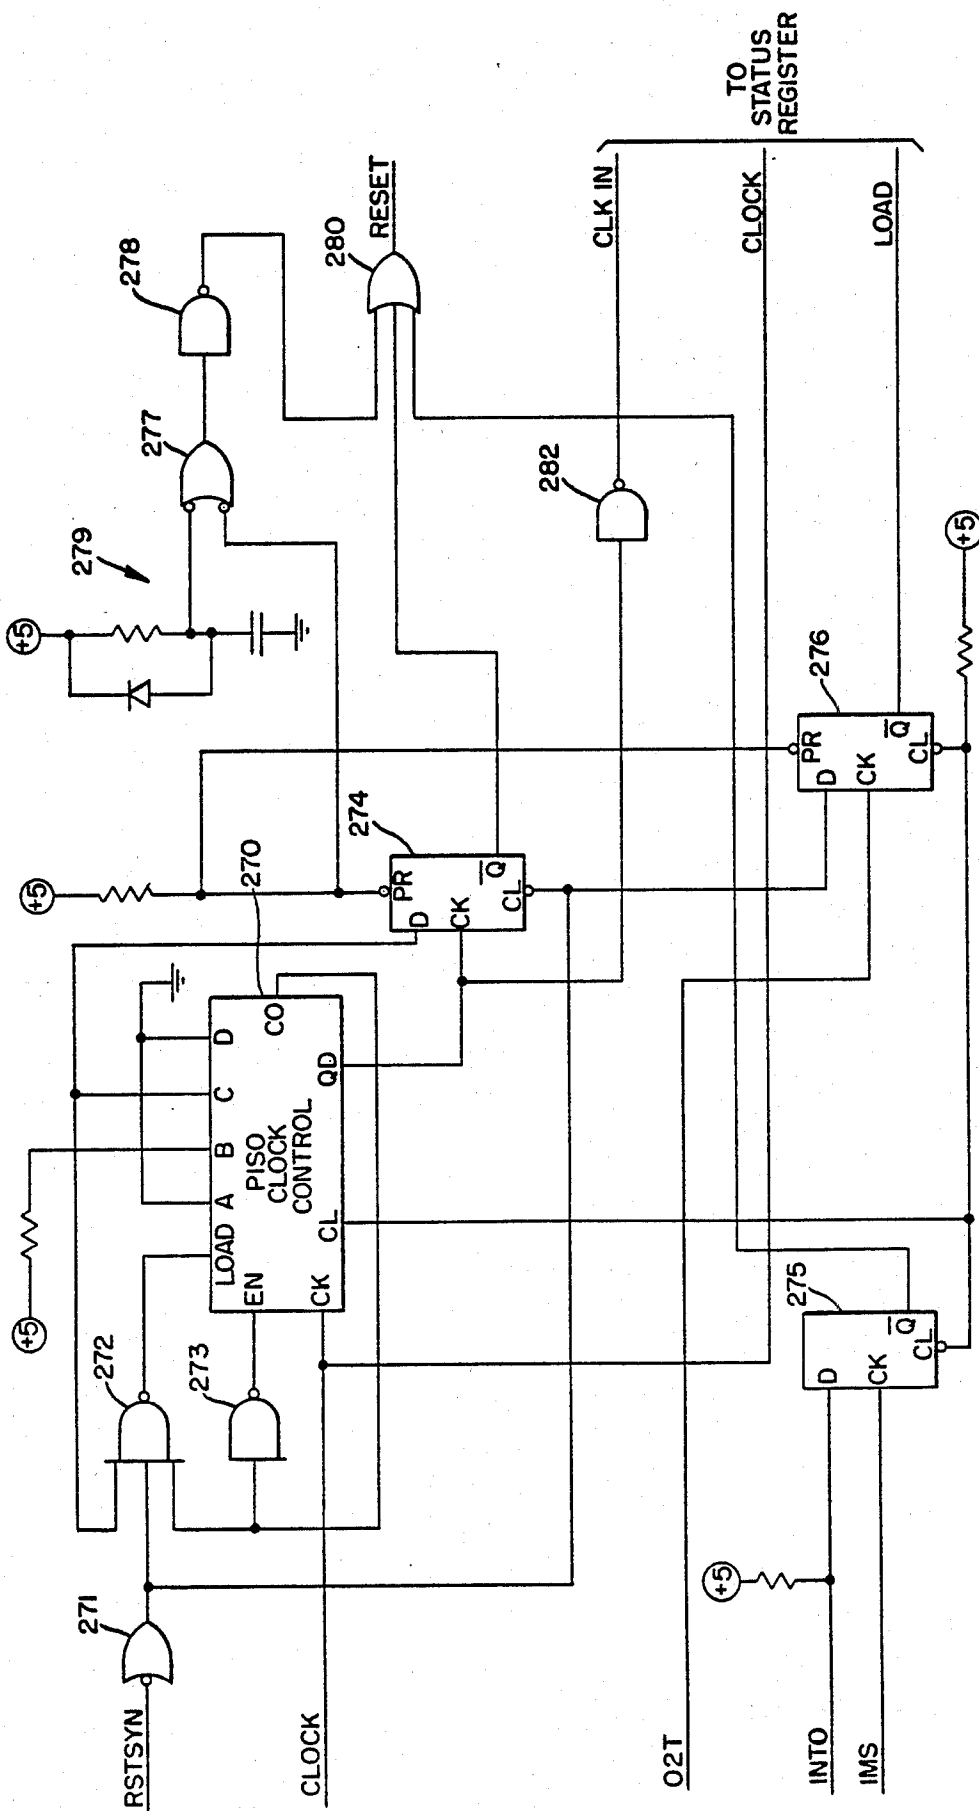 +5
279
277
278
RESET
280
+5
270
274
PR
D
CK
Q
CL
LOAD
A
B
C
D
CO
PISO
CLOCK
CONTROL
EN
CK
CL
QD
+5
272
273
271
RSTSYN
CLOCK
282
CLK IN
CLOCK
LOAD
TO
STATUS
REGISTER
276
PR
D
CK
Q
CL
+5
275
D
CK
Q
CL
+5
O2T
INTO
IMS